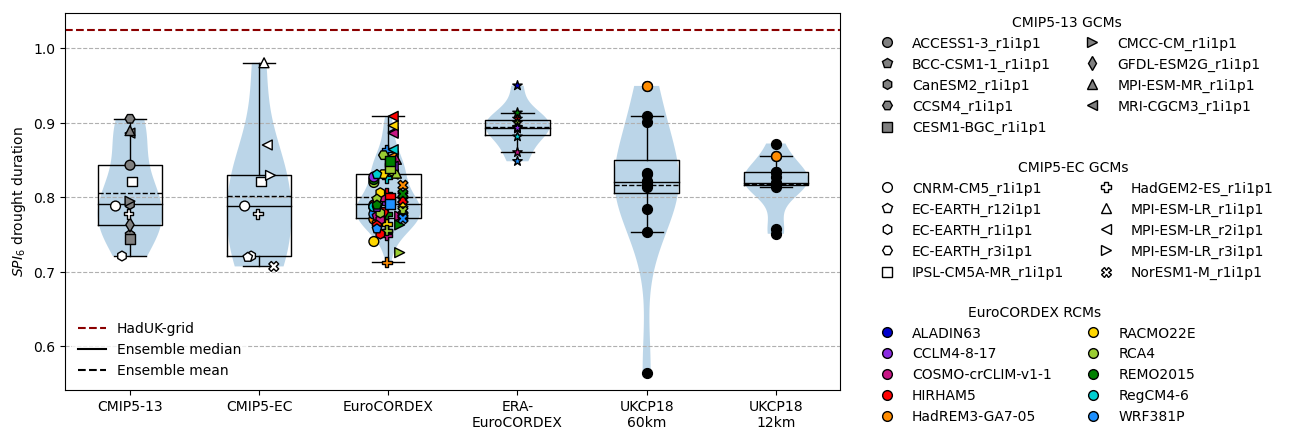 SPI6 drought duration
1.0
0.9
0.8
0.7
0.6
HadUK-grid
Ensemble median
Ensemble mean
CMIP5-13
CMIP5-EC
EuroCORDEX
ERA-
EuroCORDEX
UKCP18
60km
UKCP18
12km
CMIP5-13 GCMs
ACCESS1-3_r1i1p1
BCC-CSM1-1_r1i1p1
CanESM2_r1i1p1
CCSM4_r1i1p1
CESM1-BGC_r1i1p1
CMCC-CM_r1i1p1
GFDL-ESM2G_r1i1p1
MPI-ESM-MR_r1i1p1
MRI-CGCM3_r1i1p1
CMIP5-EC GCMs
CNRM-CM5_r1i1p1
EC-EARTH_r12i1p1
EC-EARTH_r1i1p1
EC-EARTH_r3i1p1
IPSL-CM5A-MR_r1i1p1
HadGEM2-ES_r1i1p1
MPI-ESM-LR_r1i1p1
MPI-ESM-LR_r2i1p1
MPI-ESM-LR_r3i1p1
NorESM1-M_r1i1p1
EuroCORDEX RCMs
ALADIN63
CCLM4-8-17
COSMO-crCLIM-v1-1
HIRHAM5
HadREM3-GA7-05
RACMO22E
RCA4
REMO2015
RegCM4-6
WRF381P